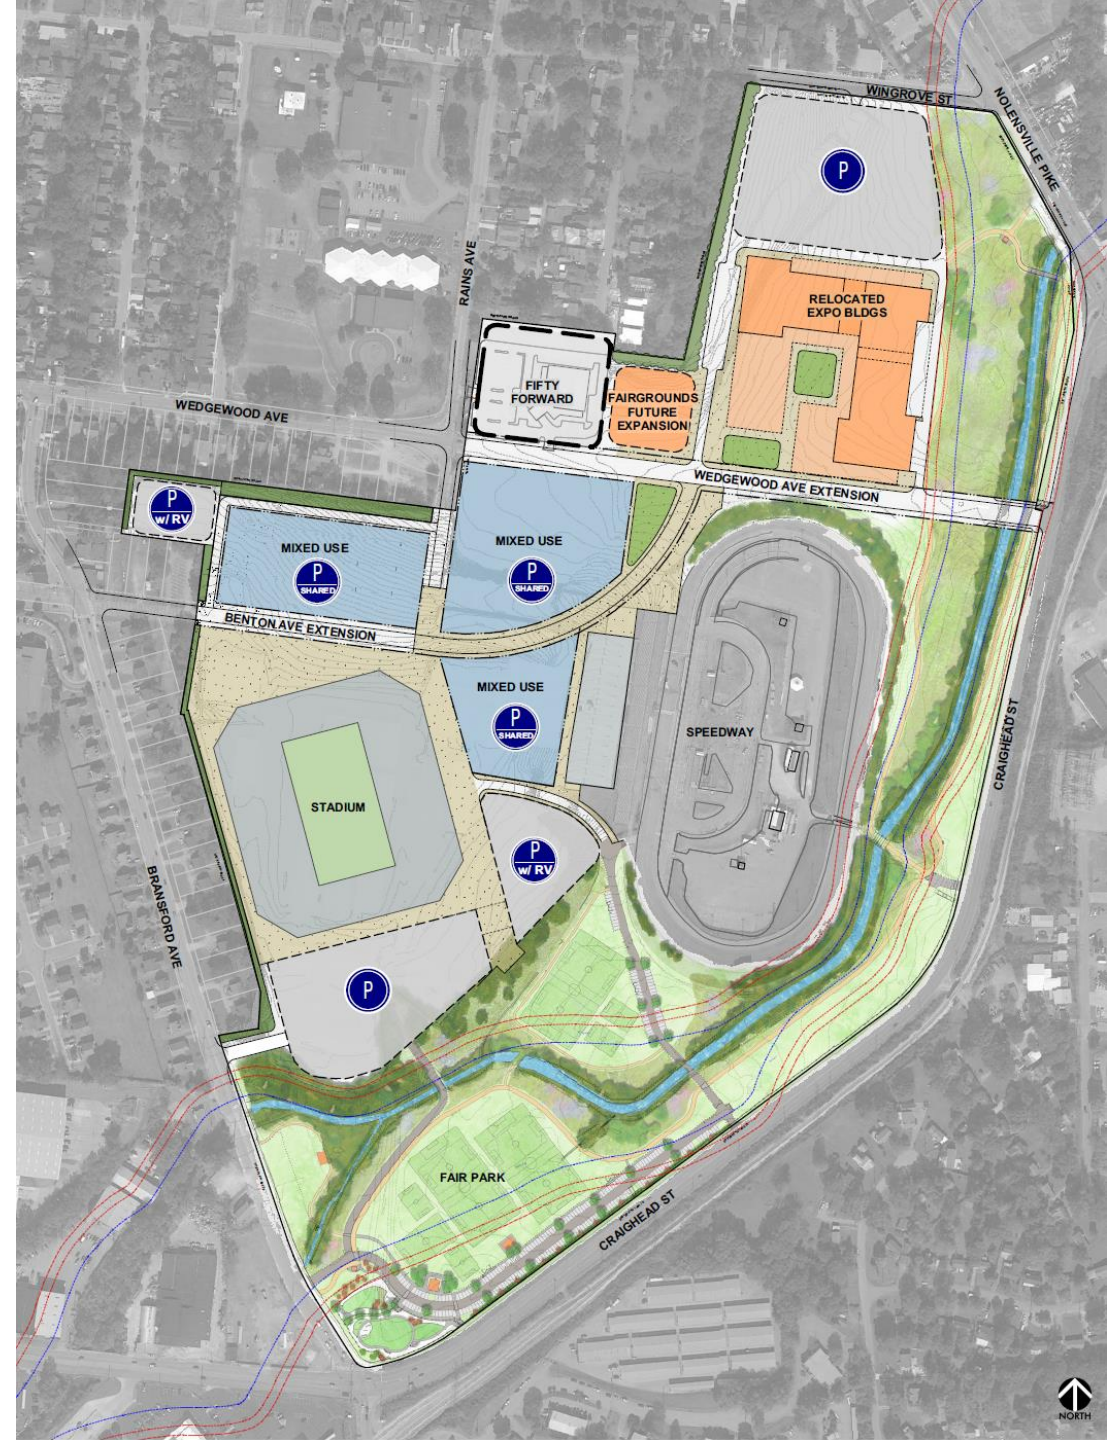 WINGROVE ST
NOLENSVILLE PIKE
P
RAINS AVE
RELOCATED
EXPO BLDGS
FIFTY
FORWARD
FAIRGROUNDS
FUTURE
EXPANSION
WEDGEWOOD AVE
WEDGEWOOD AVE EXTENSION
P
w/ RV
MIXED USE
P
SHARED
MIXED USE
P
SHARED
BENTON AVE EXTENSION
MIXED USE
P
SHARED
SPEEDWAY
CRAIGHEAD ST
STADIUM
P
w/ RV
BRANSFORD AVE
P
FAIR PARK
CRAIGHEAD ST
NORTH